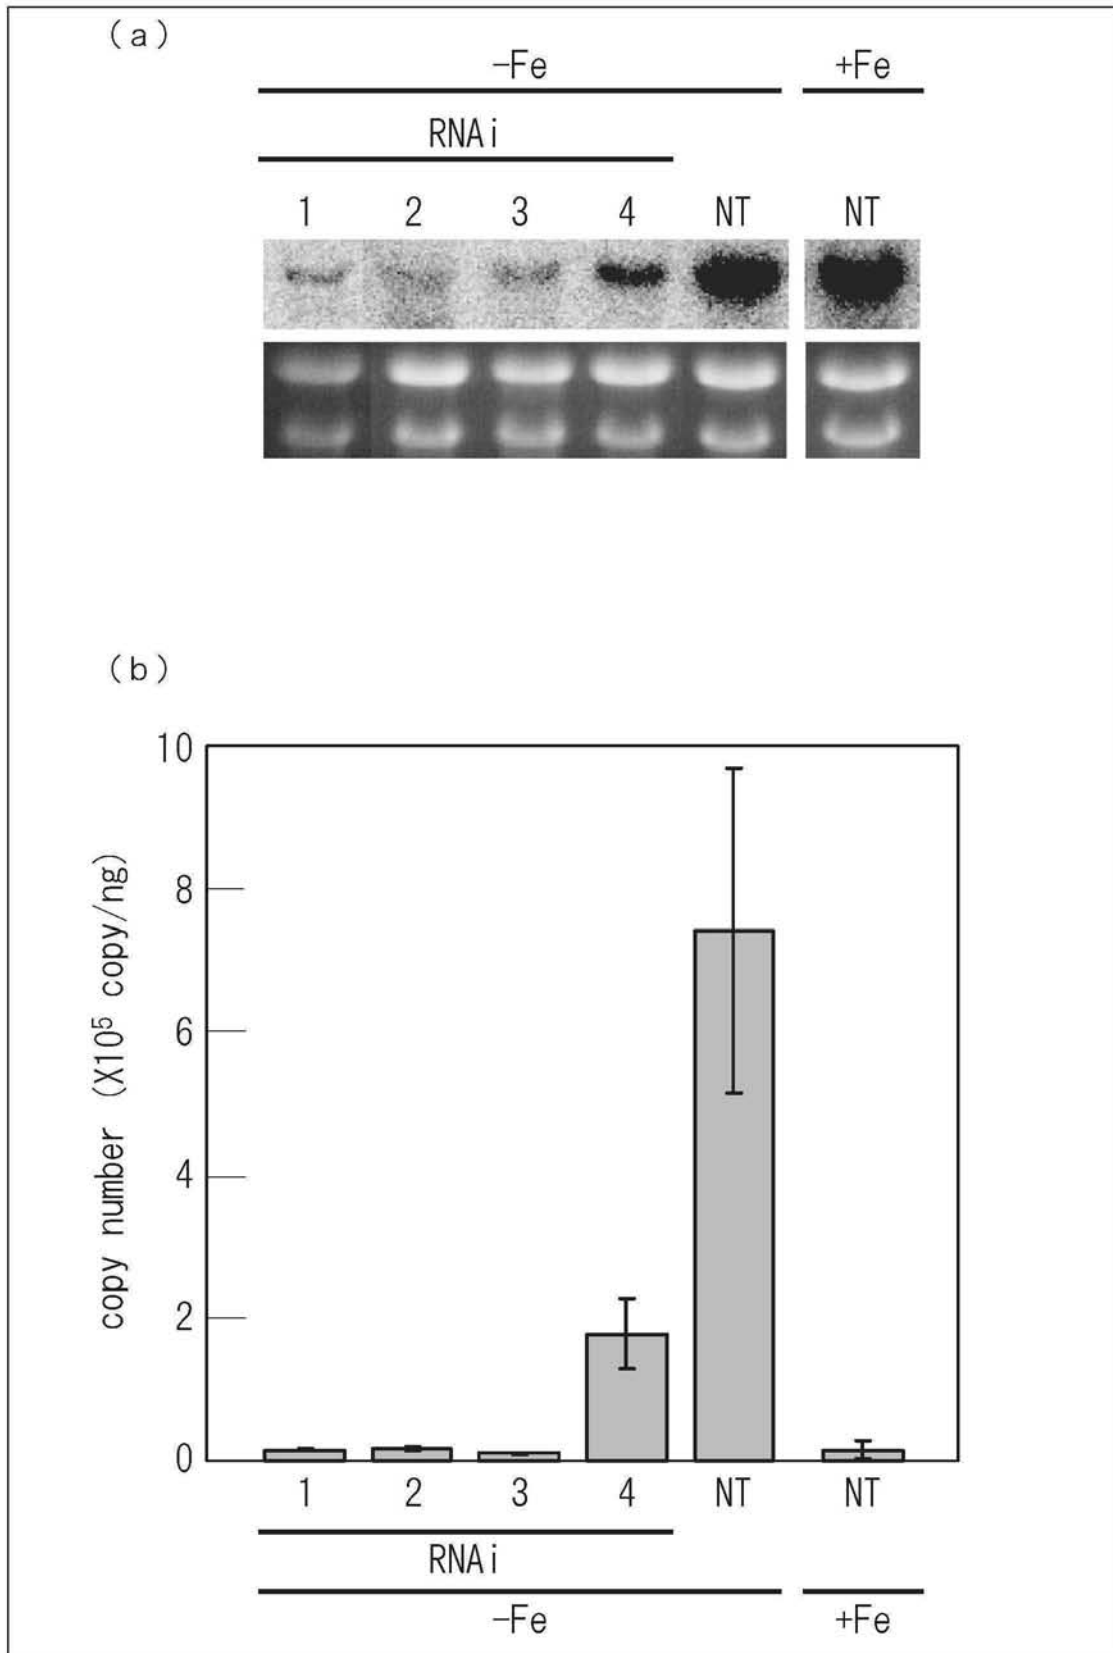 (a)
−Fe +Fe
RNAi
1 2 3 4 NT NT
(b)
10
8
6
4
2
0
copy number (X10⁵ copy/ng)
1 2 3 4 NT NT
RNAi
−Fe +Fe